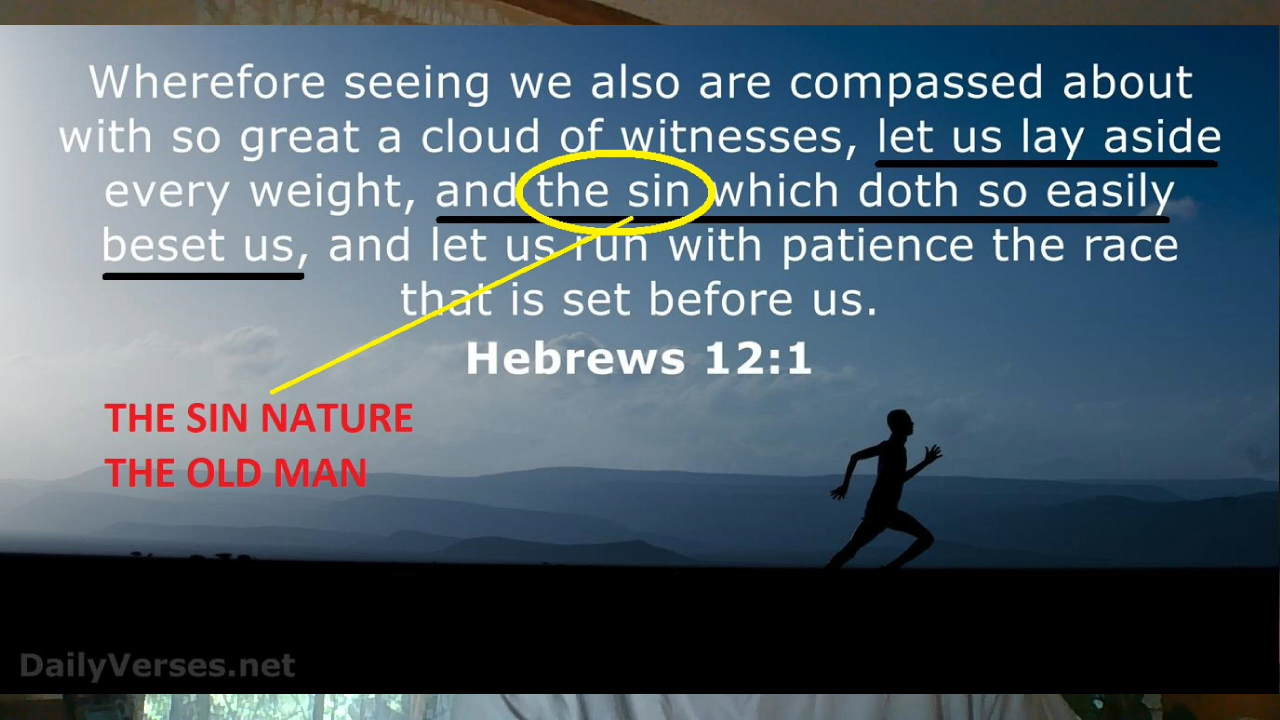 Wherefore seeing we also are compassed about
with so great a cloud of witnesses, let us lay aside
every weight, and the sin which doth so easily
beset us, and let us run with patience the race
that is set before us.
Hebrews 12:1
THE SIN NATURE
THE OLD MAN
DailyVerses.net